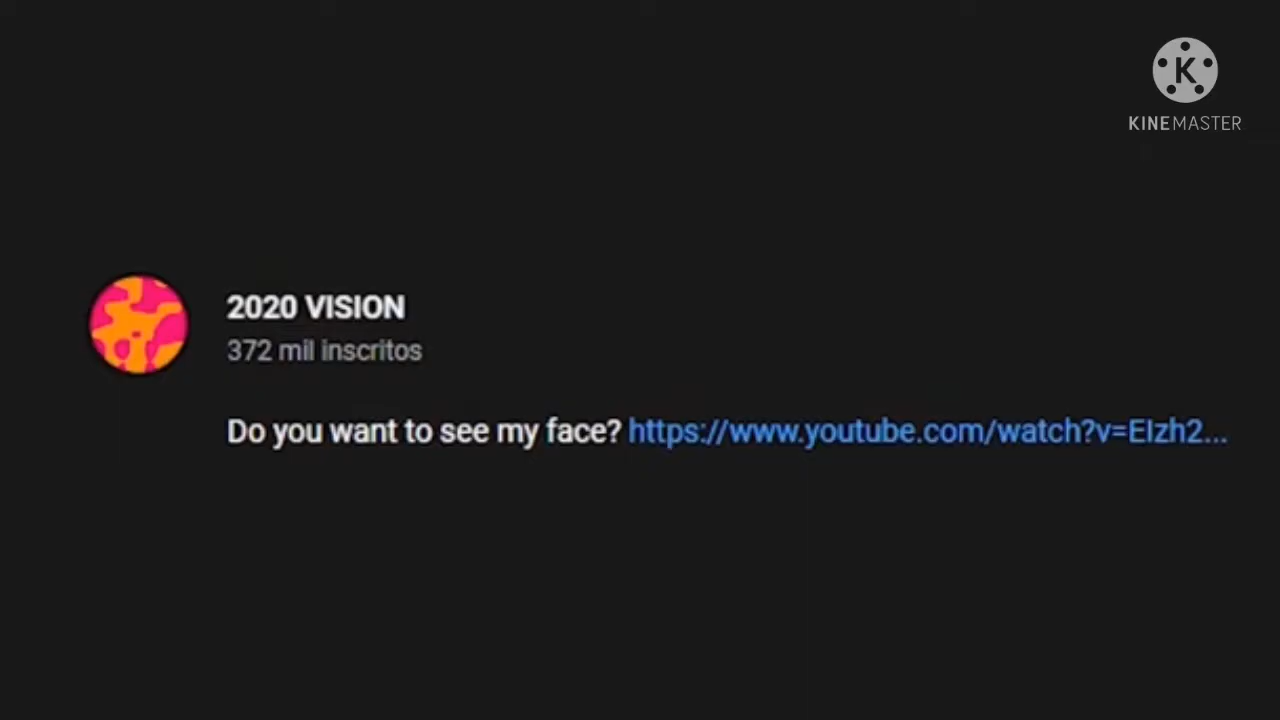 K
KINEMASTER
2020 VISION
372 mil inscritos
Do you want to see my face? https://www.youtube.com/watch?v=EIzh2...